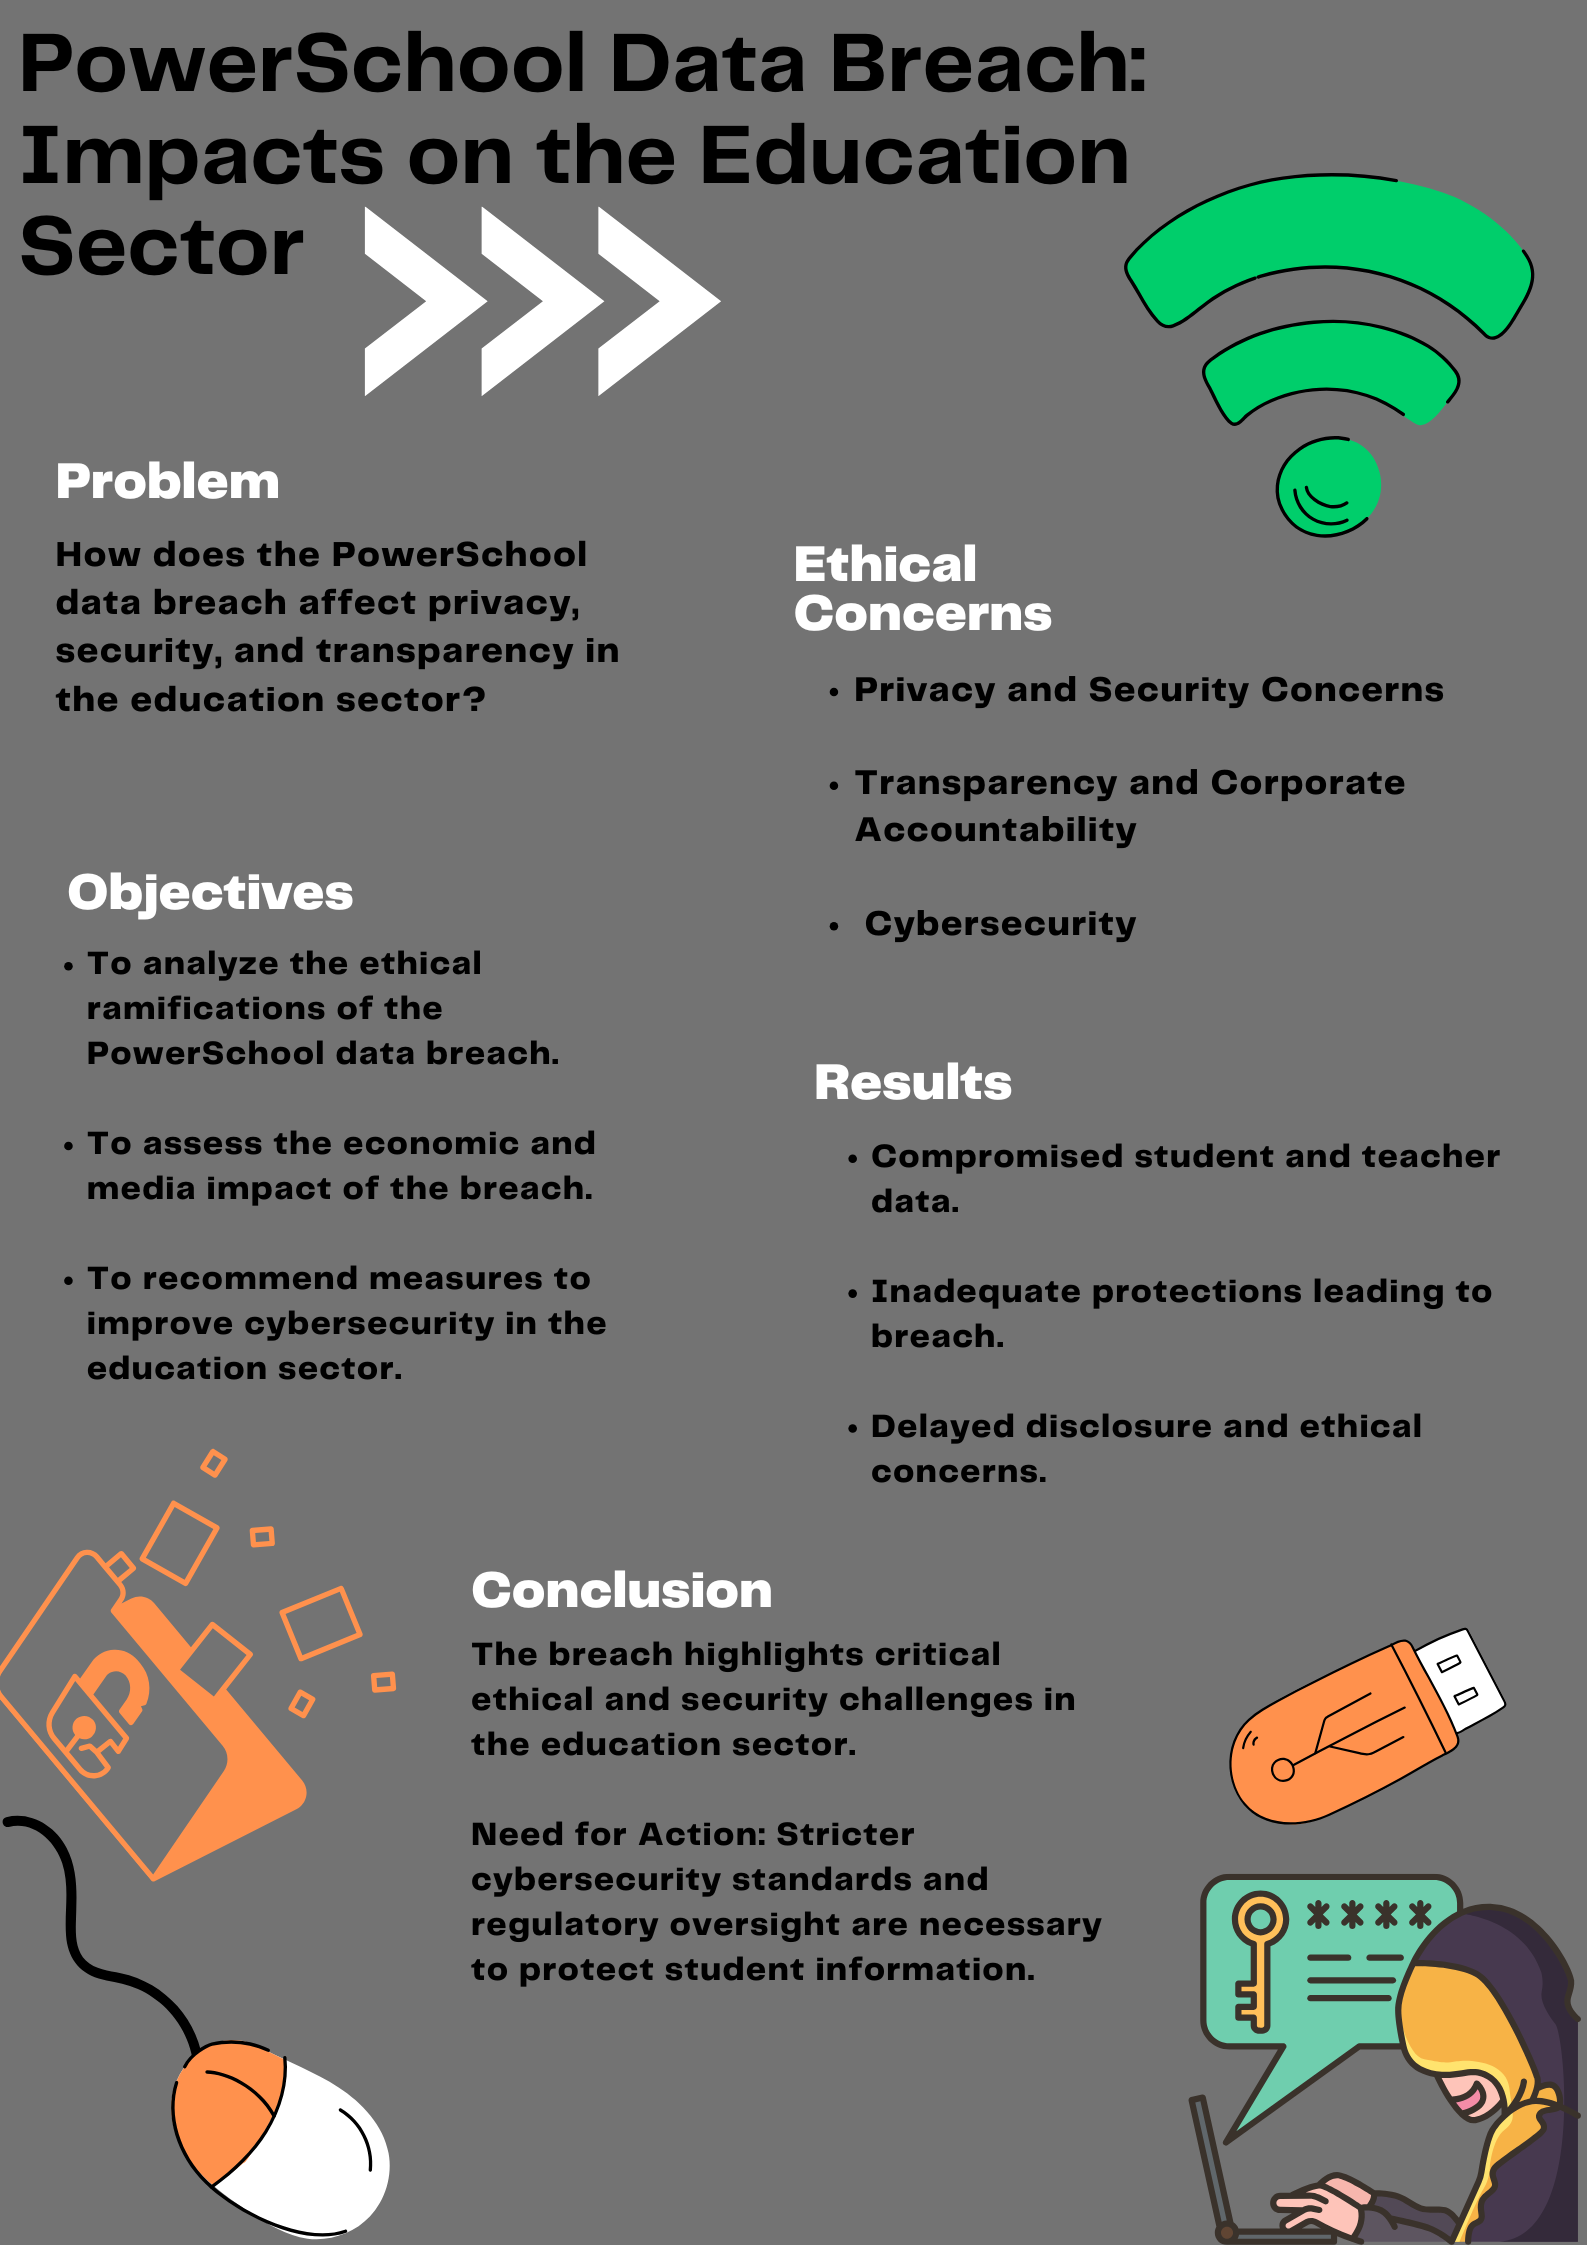 PowerSchool Data Breach:
Impacts on the Education
Sector
Problem
How does the PowerSchool
data breach affect privacy,
security, and transparency in
the education sector?
Objectives
• To analyze the ethical
ramifications of the
PowerSchool data breach.
• To assess the economic and
media impact of the breach.
• To recommend measures to
improve cybersecurity in the
education sector.
Ethical
Concerns
• Privacy and Security Concerns
• Transparency and Corporate
Accountability
• Cybersecurity
Results
• Compromised student and teacher
data.
• Inadequate protections leading to
breach.
• Delayed disclosure and ethical
concerns.
Conclusion
The breach highlights critical
ethical and security challenges in
the education sector.
Need for Action: Stricter
cybersecurity standards and
regulatory oversight are necessary
to protect student information.